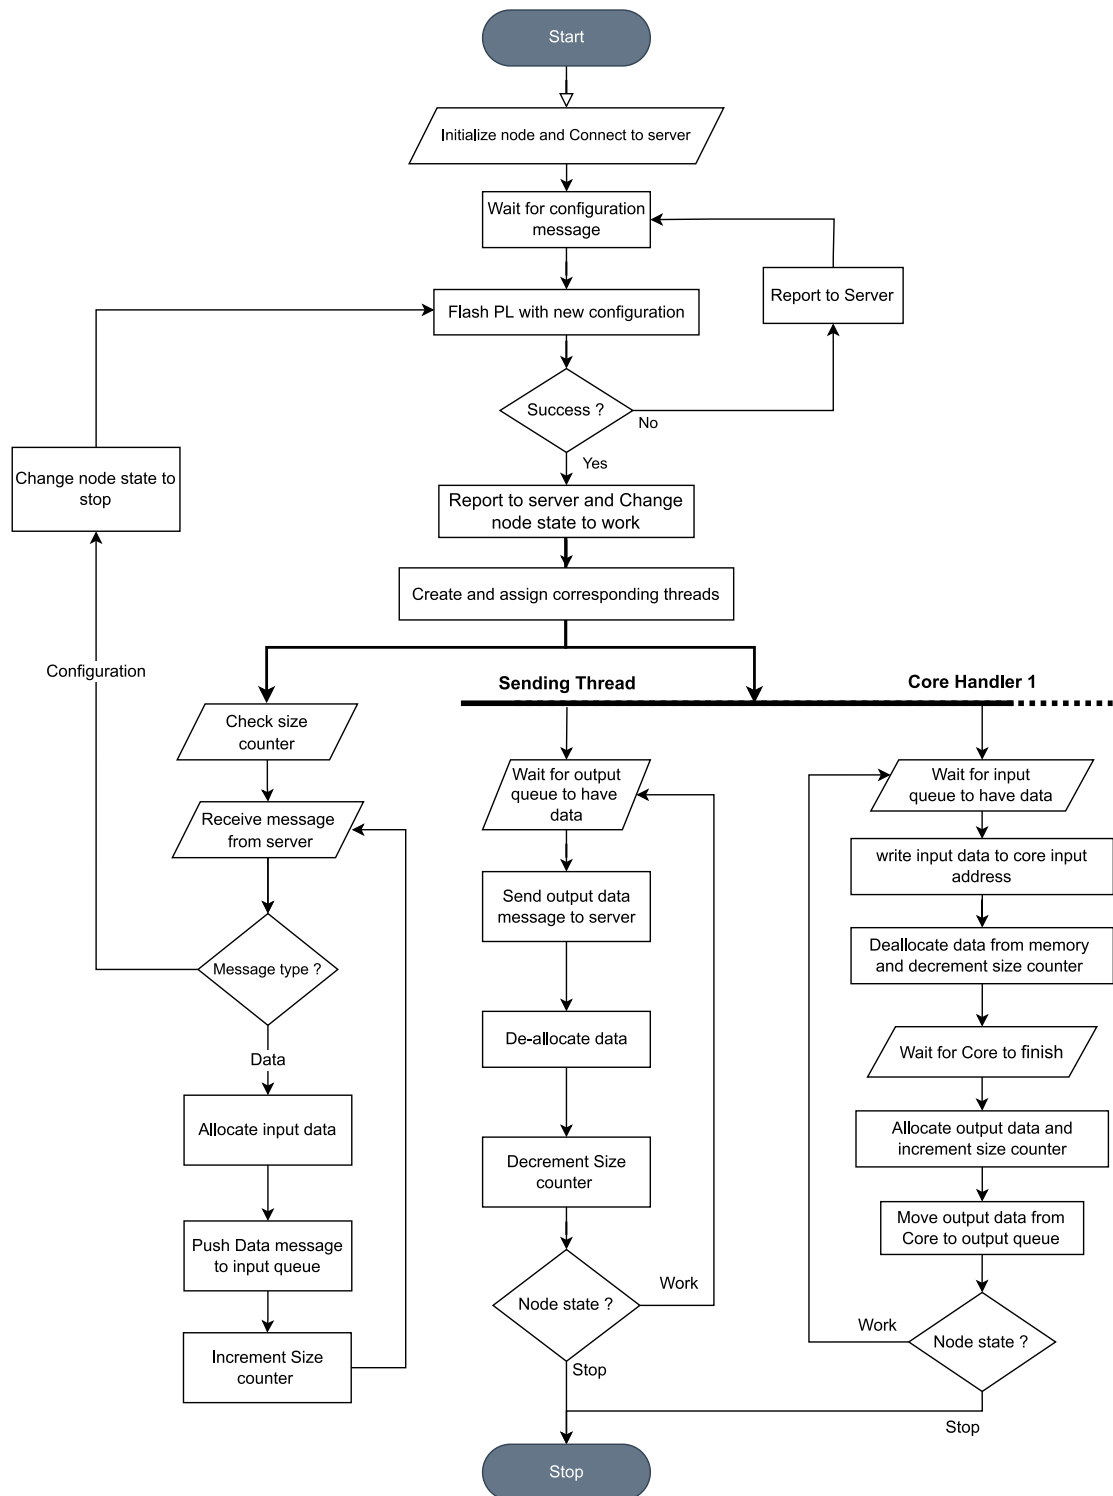 Start
Initialize node and Connect to server
Wait for configuration
message
Report to Server
Flash PL with new configuration
Success ?
No
Yes
Change node state to
stop
Report to server and Change
node state to work
Create and assign corresponding threads
Configuration
Sending Thread
Core Handler 1
Check size
counter
Receive message
from server
Message type ?
Data
Allocate input data
Push Data message
to input queue
Increment Size
counter
Wait for output
queue to have
data
Send output data
message to server
De-allocate data
Decrement Size
counter
Node state ?
Work
Stop
Wait for input
queue to have data
write input data to core input
address
Deallocate data from memory
and decrement size counter
Wait for Core to finish
Allocate output data and
increment size counter
Move output data from
Core to output queue
Node state ?
Work
Stop
Stop